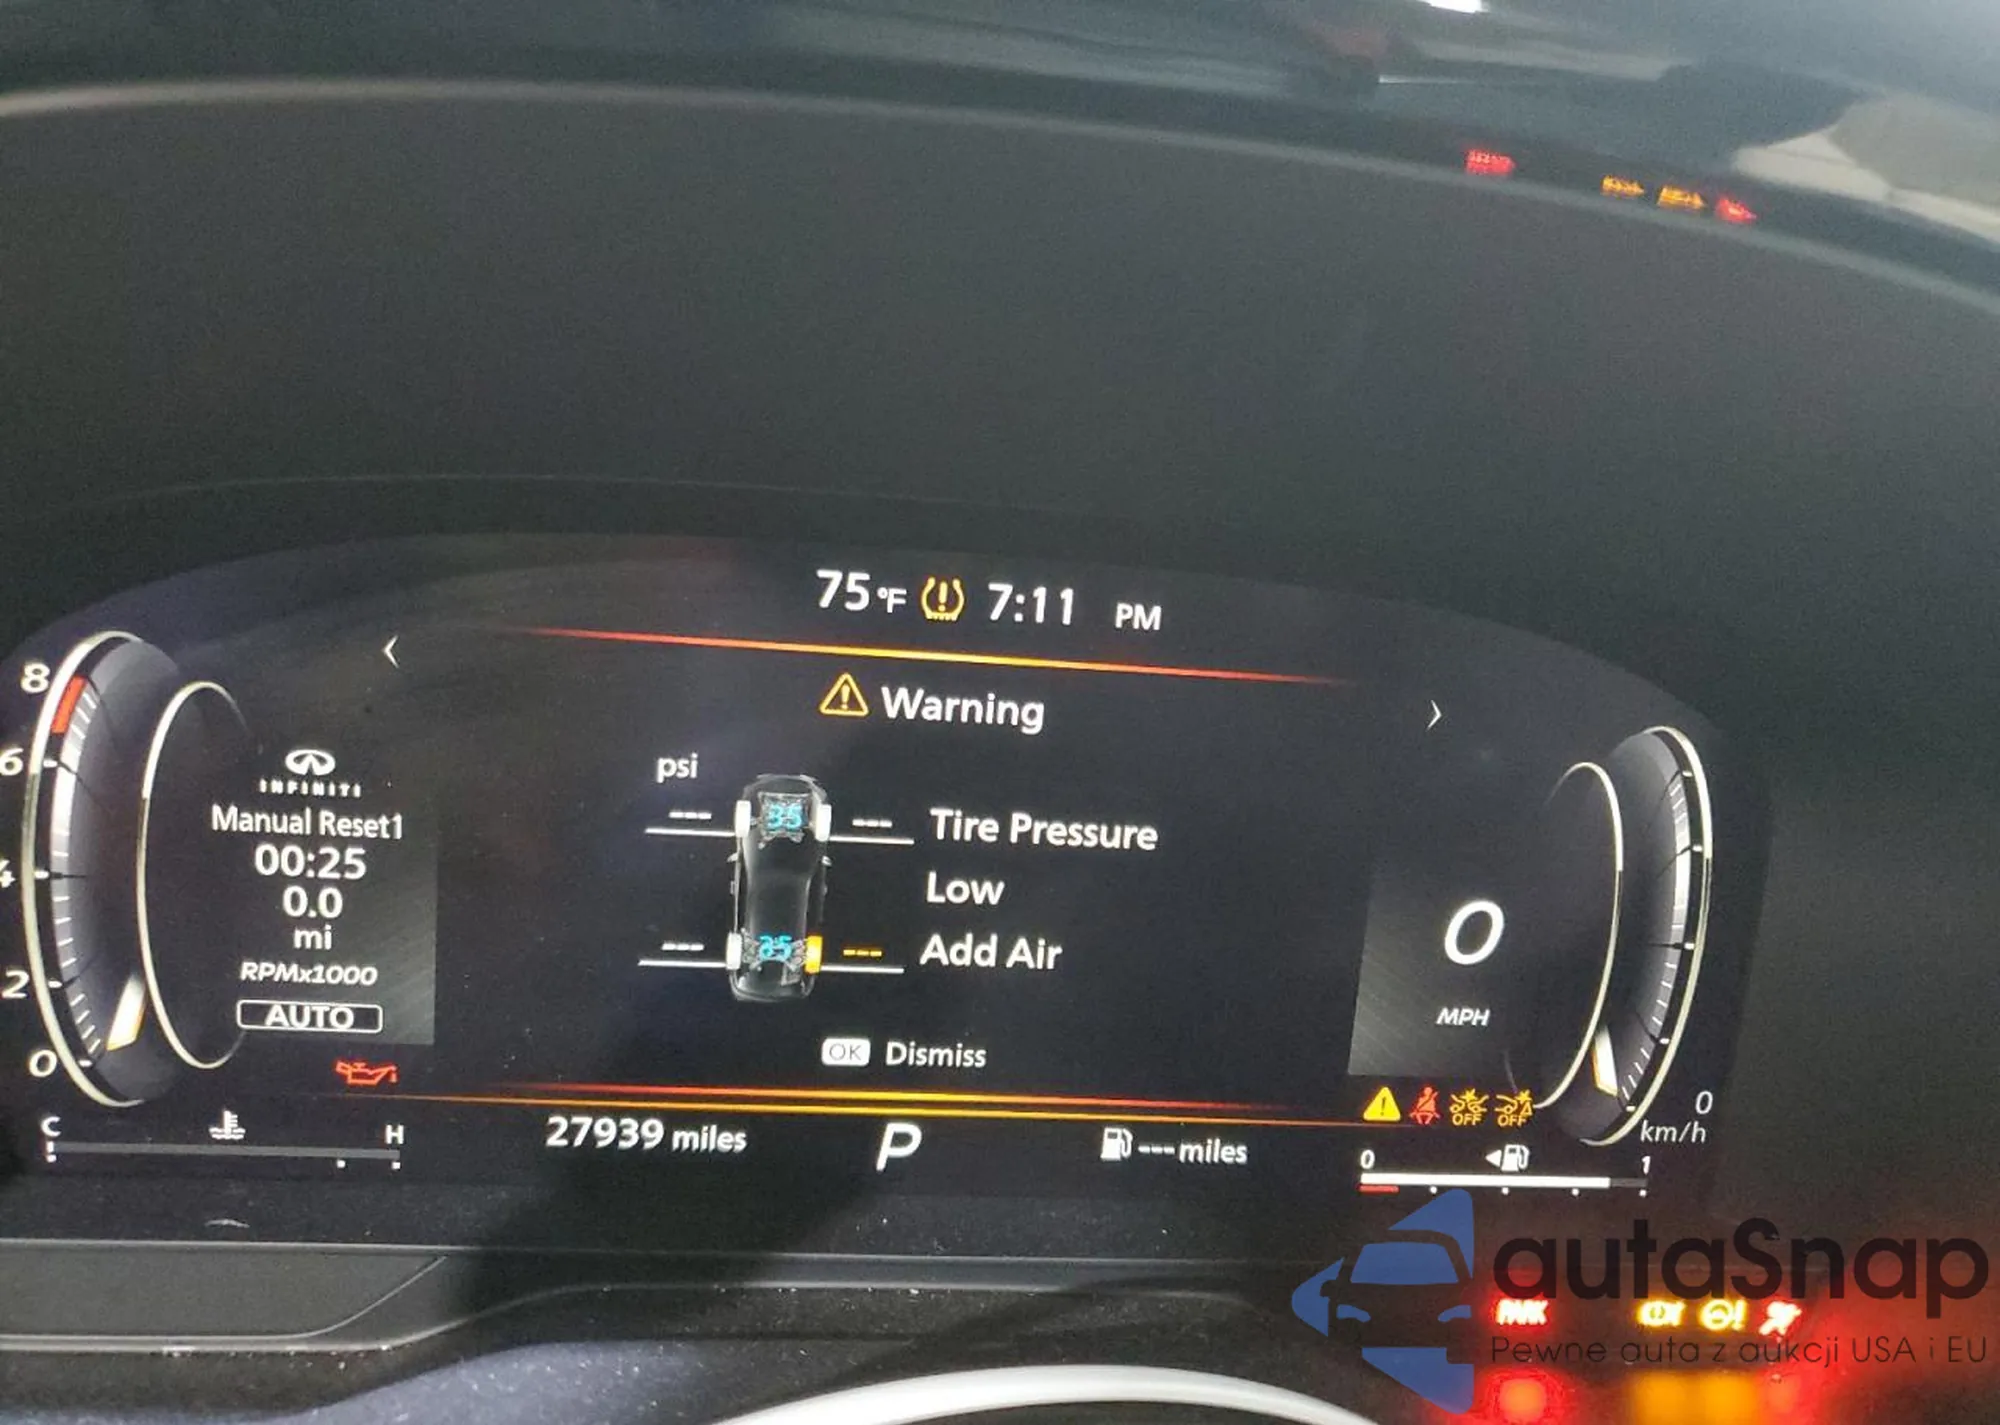 75°F 7:11 PM
Warning
psi
--- 35 --- Tire Pressure
Low
--- 35 --- Add Air
OK Dismiss
8
6
4
2
0
INFINITI
Manual Reset1
00:25
0.0
mi
RPMx1000
AUTO
0
MPH
OFF OFF
0
km/h
C H
27939 miles
P
--- miles
0 1
PARK
autaSnap
Pewne auta z aukcji USA i EU